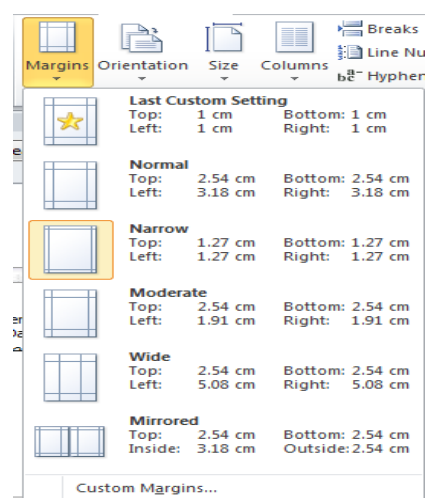 Margins Orientation Size Columns
Breaks
Line Nu
bc Hyphen
Last Custom Setting
Top: 1 cm Bottom: 1 cm
Left: 1 cm Right: 1 cm
Normal
Top: 2.54 cm Bottom: 2.54 cm
Left: 3.18 cm Right: 3.18 cm
Narrow
Top: 1.27 cm Bottom: 1.27 cm
Left: 1.27 cm Right: 1.27 cm
Moderate
Top: 2.54 cm Bottom: 2.54 cm
Left: 1.91 cm Right: 1.91 cm
Wide
Top: 2.54 cm Bottom: 2.54 cm
Left: 5.08 cm Right: 5.08 cm
Mirrored
Top: 2.54 cm Bottom: 2.54 cm
Inside: 3.18 cm Outside: 2.54 cm
Custom Margins...